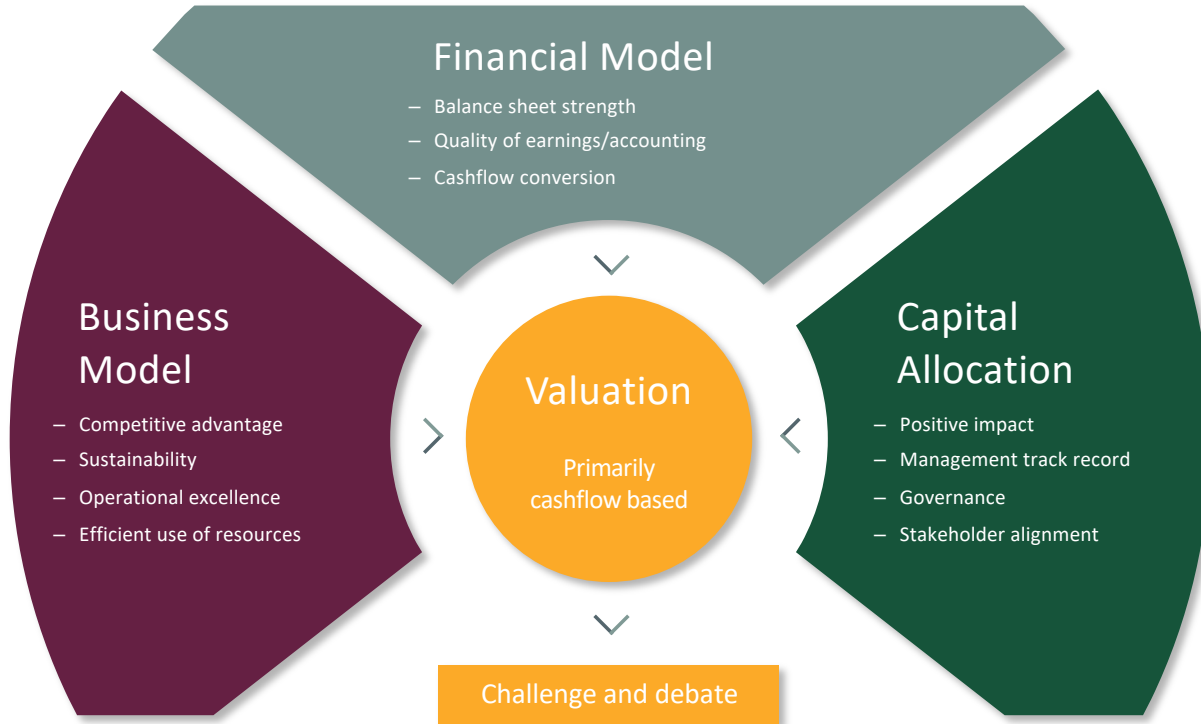 Financial Model
– Balance sheet strength
– Quality of earnings/accounting
– Cashflow conversion
Business
Model
– Competitive advantage
– Sustainability
– Operational excellence
– Efficient use of resources
Valuation
Primarily
cashflow based
Capital
Allocation
– Positive impact
– Management track record
– Governance
– Stakeholder alignment
Challenge and debate